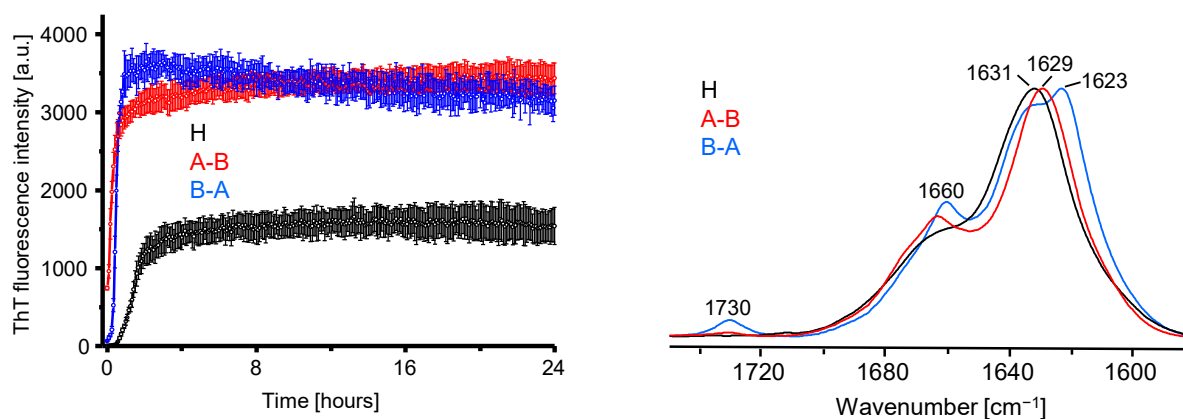 ThT fluorescence intensity [a.u.]
4000
3000
2000
1000
0
H
A-B
B-A
0
8
16
24
Time [hours]
H
A-B
B-A
1631
1629
1623
1660
1730
1720
1680
1640
1600
Wavenumber [cm⁻¹]